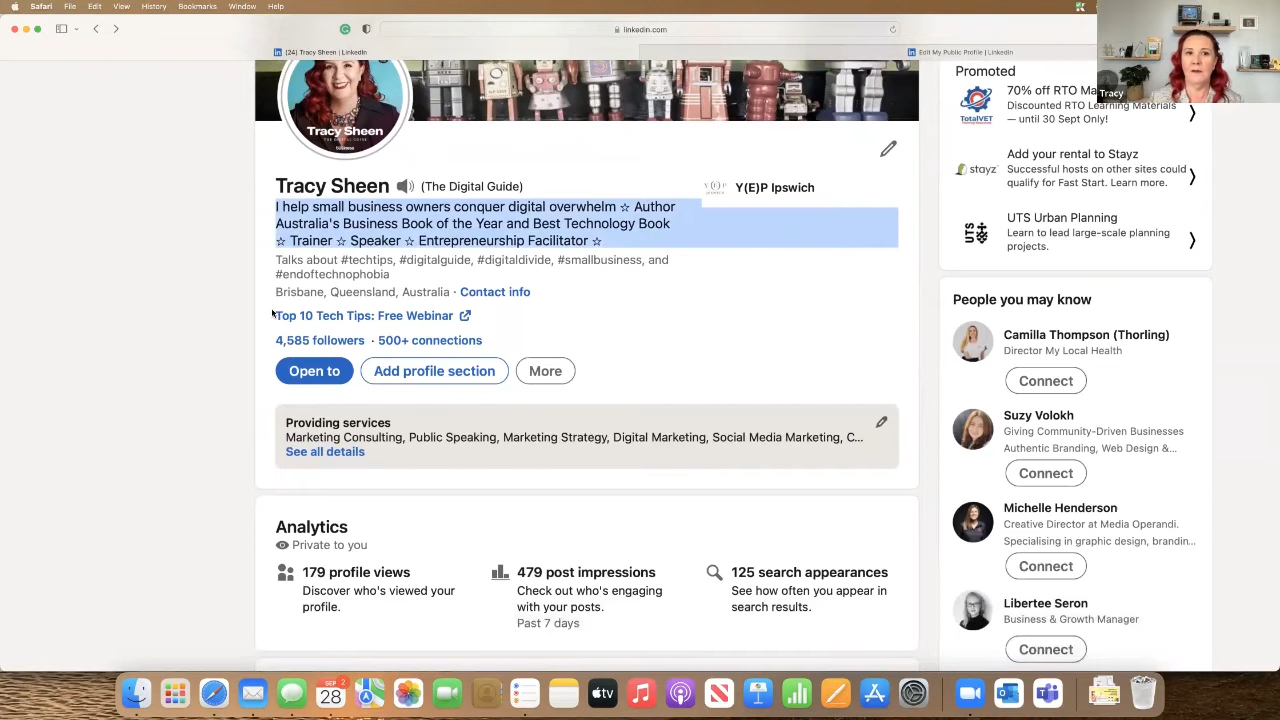 Safari File Edit View History Bookmarks Window Help
linkedin.com
(24) Tracy Sheen | LinkedIn
Edit My Public Profile | LinkedIn
Tracy
Tracy Sheen
THE DIGITAL GUIDE
Tracy Sheen (The Digital Guide)
Y(E)P Ipswich
I help small business owners conquer digital overwhelm ☆ Author
Australia's Business Book of the Year and Best Technology Book
☆ Trainer ☆ Speaker ☆ Entrepreneurship Facilitator ☆
Talks about #techtips, #digitalguide, #digitaldivide, #smallbusiness, and
#endoftechnophobia
Brisbane, Queensland, Australia · Contact info
Top 10 Tech Tips: Free Webinar
4,585 followers · 500+ connections
Open to
Add profile section
More
Providing services
Marketing Consulting, Public Speaking, Marketing Strategy, Digital Marketing, Social Media Marketing, C...
See all details
Analytics
Private to you
179 profile views
Discover who's viewed your
profile.
479 post impressions
Check out who's engaging
with your posts.
Past 7 days
125 search appearances
See how often you appear in
search results.
Promoted
TotalVET
70% off RTO Ma
Discounted RTO Learning Materials
— until 30 Sept Only!
stayz
Add your rental to Stayz
Successful hosts on other sites could
qualify for Fast Start. Learn more.
UTS
UTS Urban Planning
Learn to lead large-scale planning
projects.
People you may know
Camilla Thompson (Thorling)
Director My Local Health
Connect
Suzy Volokh
Giving Community-Driven Businesses
Authentic Branding, Web Design &...
Connect
Michelle Henderson
Creative Director at Media Operandi.
Specialising in graphic design, brandin...
Connect
Libertee Seron
Business & Growth Manager
Connect
SEP 2
28
tv